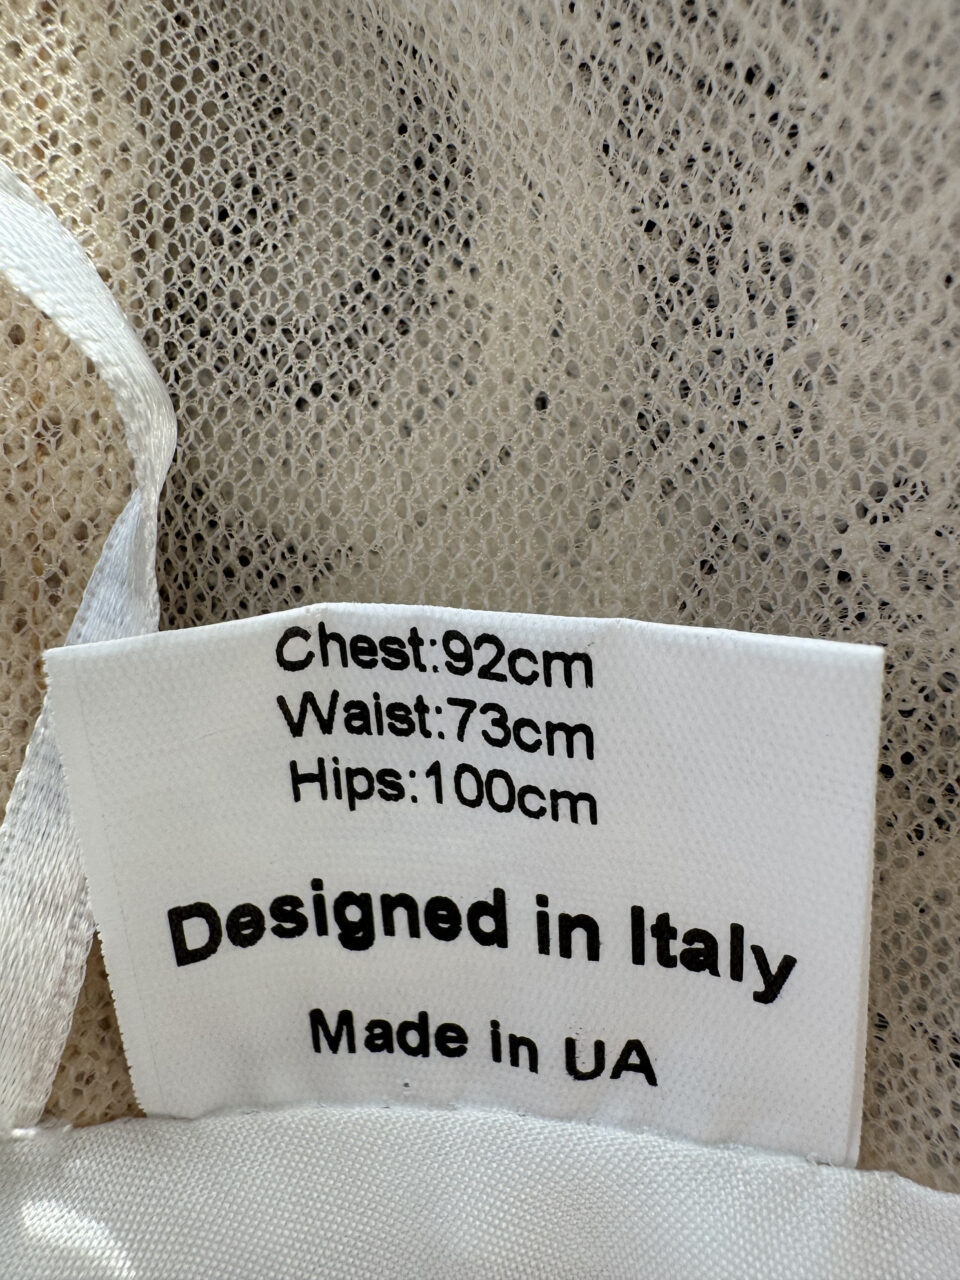 Chest:92cm
Waist:73cm
Hips:100cm
Designed in Italy
Made in UA